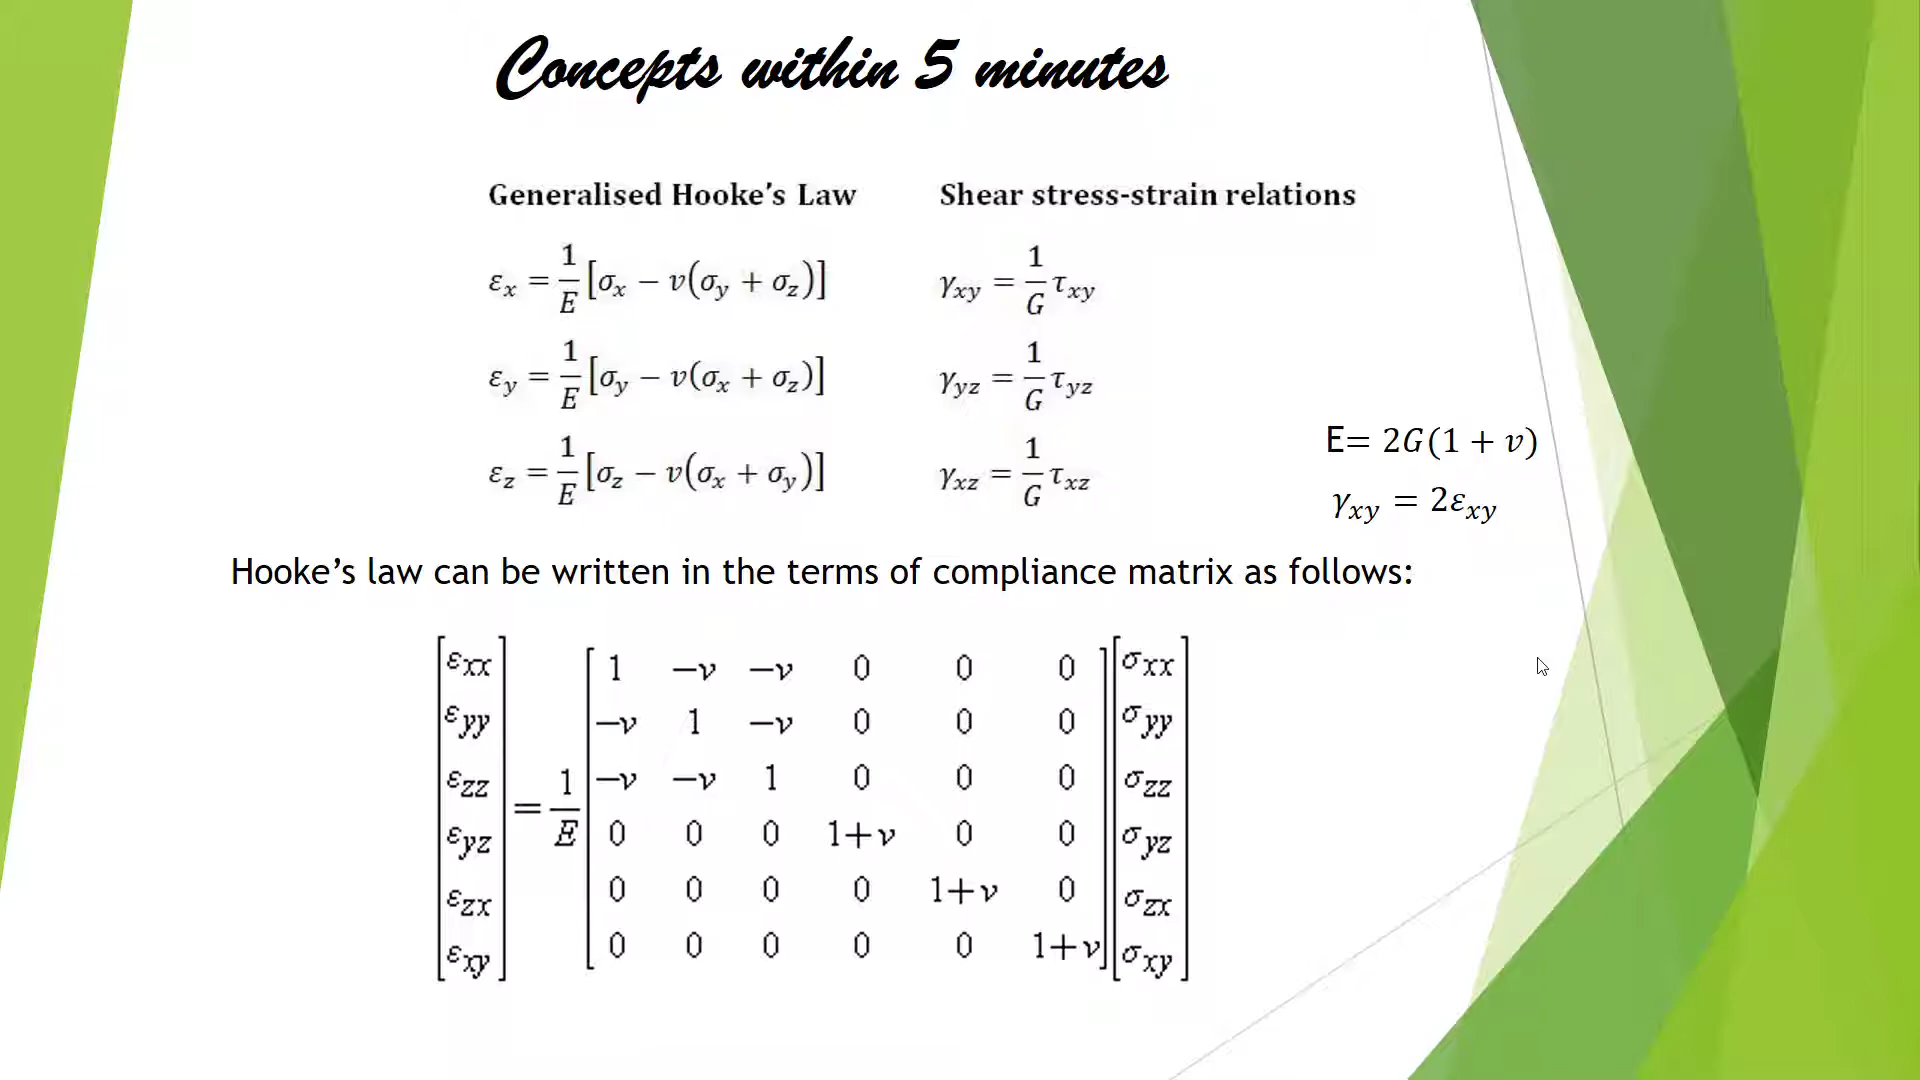 Concepts within 5 minutes
Generalised Hooke's Law
Shear stress-strain relations
εx = 1/E [σx − v(σy + σz)]
γxy = 1/G τxy
εy = 1/E [σy − v(σx + σz)]
γyz = 1/G τyz
εz = 1/E [σz − v(σx + σy)]
γxz = 1/G τxz
E= 2G(1 + v)
γxy = 2εxy
Hooke’s law can be written in the terms of compliance matrix as follows:
εxx 1 −v −v 0 0 0 σxx
εyy −v 1 −v 0 0 0 σyy
εzz −v −v 1 0 0 0 σzz
= 1/E
εyz 0 0 0 1+v 0 0 σyz
εzx 0 0 0 0 1+v 0 σzx
εxy 0 0 0 0 0 1+v σxy